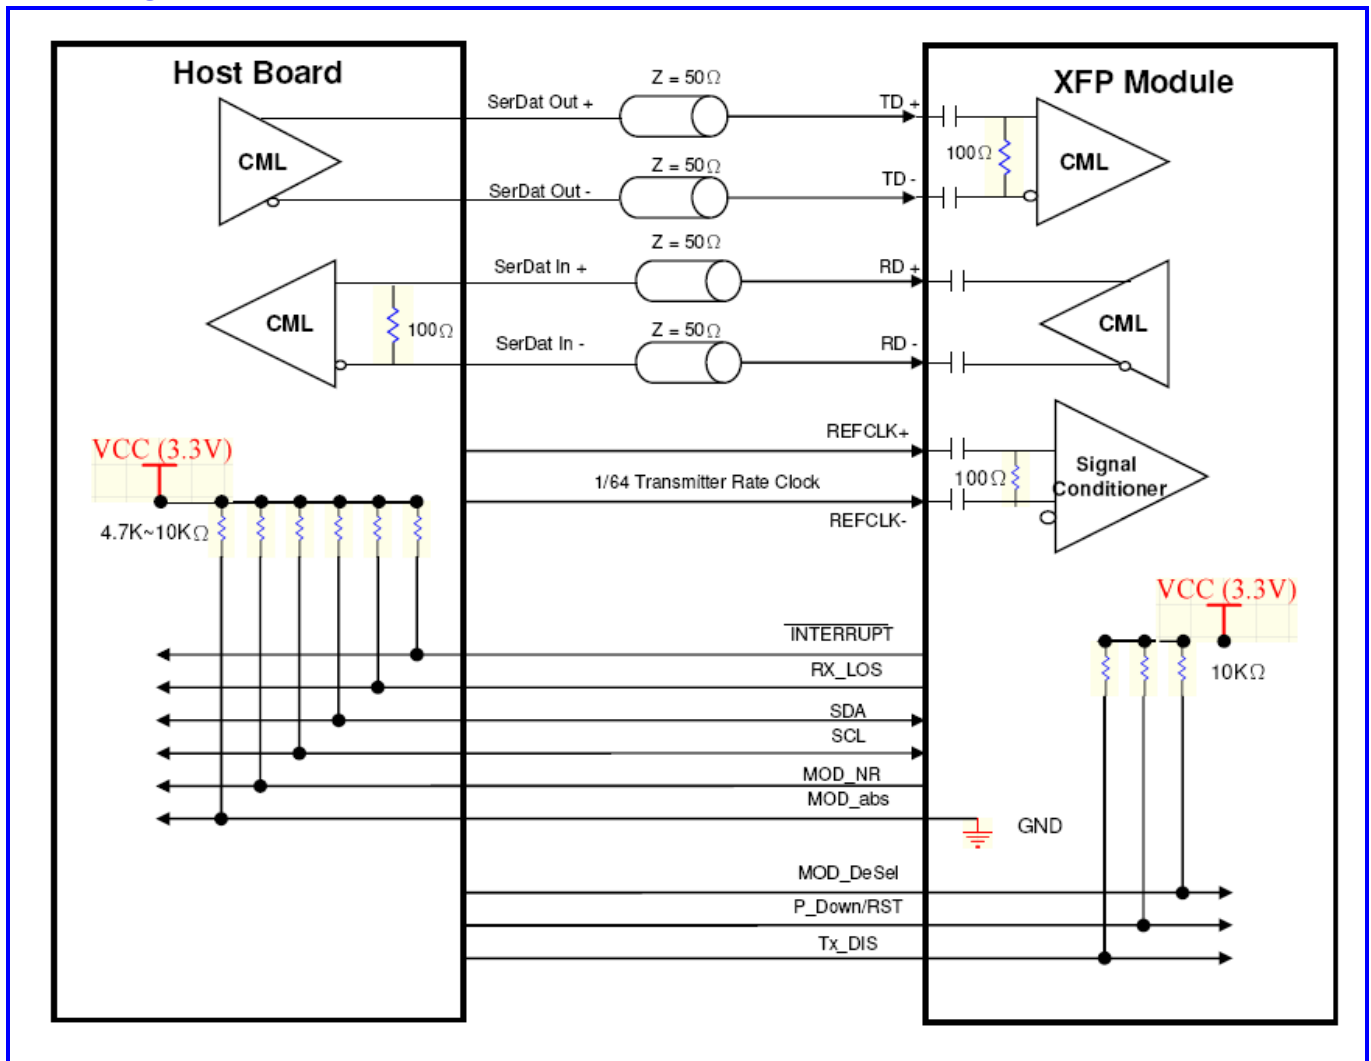 Host Board
XFP Module
Z = 50Ω
SerDat Out +
TD +
CML
100Ω
CML
Z = 50Ω
SerDat Out -
TD -
Z = 50Ω
SerDat In +
RD +
CML
100Ω
CML
Z = 50Ω
SerDat In -
RD -
VCC (3.3V)
REFCLK+
4.7K~10KΩ
1/64 Transmitter Rate Clock
100Ω
Signal
Conditioner
REFCLK-
VCC (3.3V)
10KΩ
INTERRUPT
RX_LOS
SDA
SCL
MOD_NR
MOD_abs
GND
MOD_DeSel
P_Down/RST
Tx_DIS